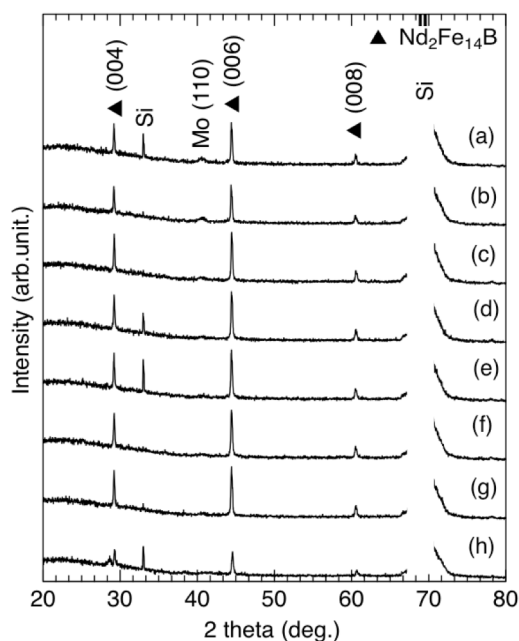 ▲ Nd₂Fe₁₄B
▲ (004)
Si
Mo (110)
▲ (006)
▲ (008)
Si
(a)
(b)
(c)
(d)
(e)
(f)
(g)
(h)
Intensity (arb.unit.)
20 30 40 50 60 70 80
2 theta (deg.)